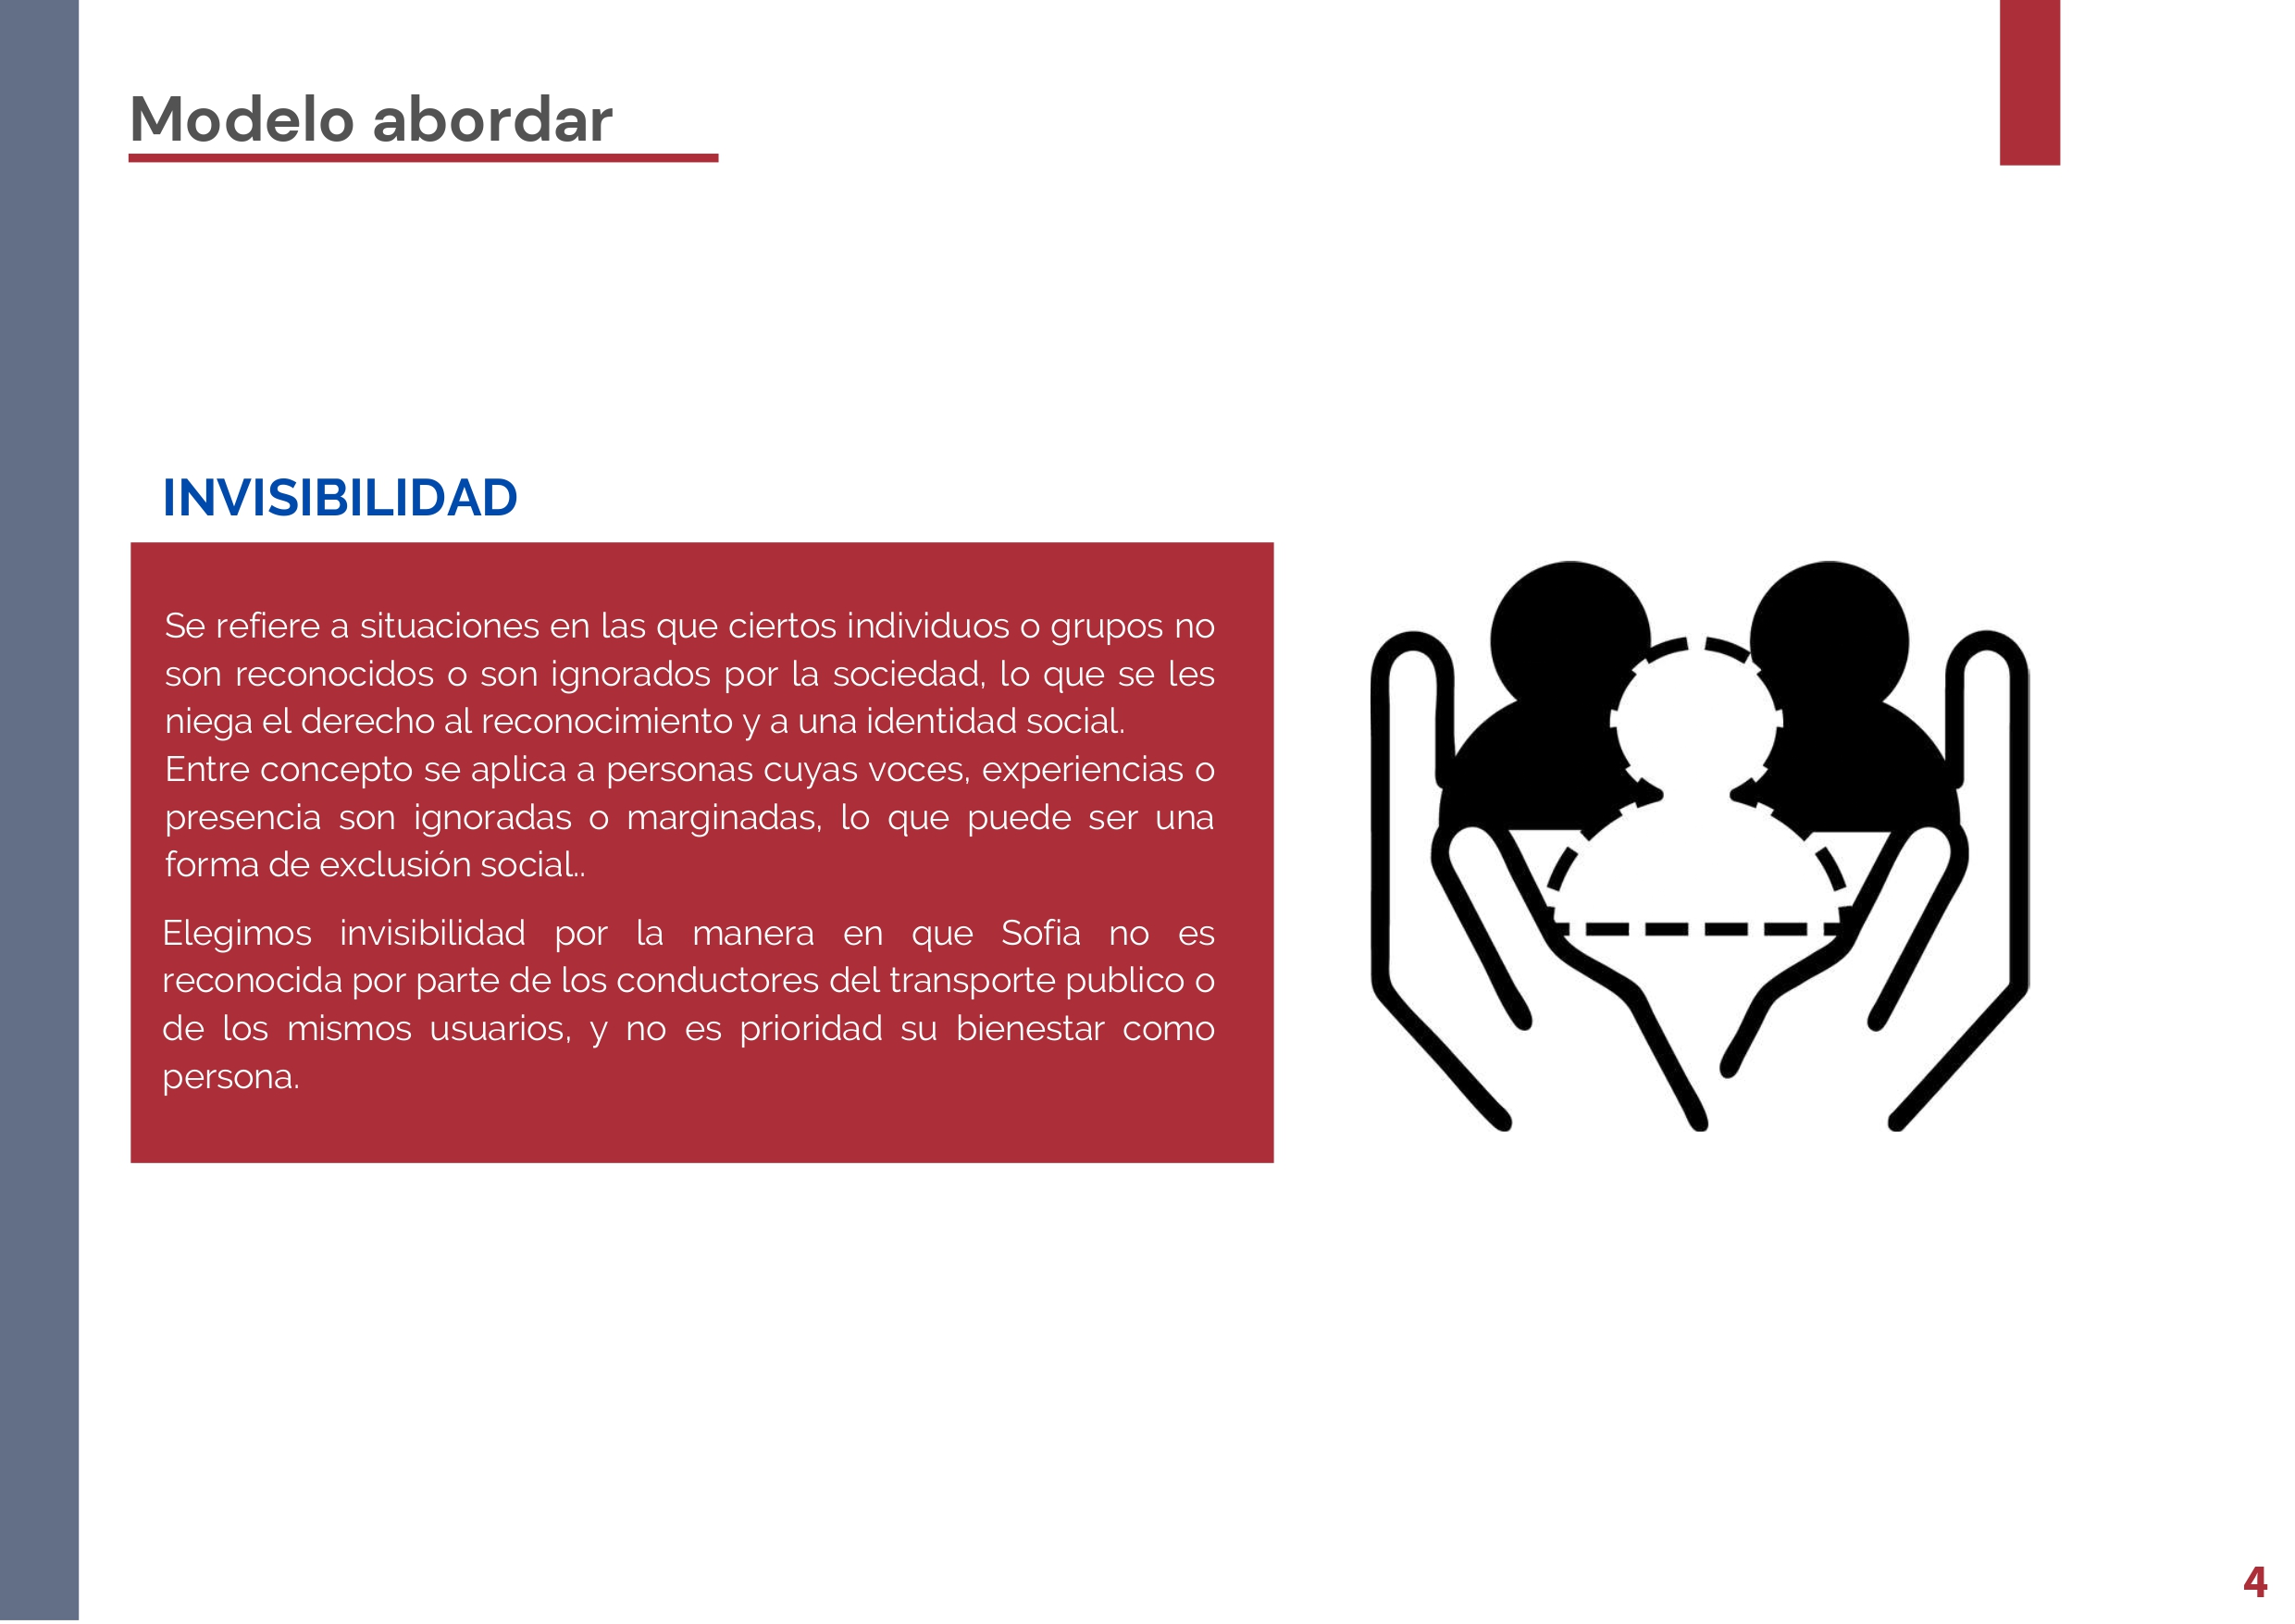 Modelo abordar
INVISIBILIDAD
Se refiere a situaciones en las que ciertos individuos o grupos no
son reconocidos o son ignorados por la sociedad, lo que se les
niega el derecho al reconocimiento y a una identidad social.
Entre concepto se aplica a personas cuyas voces, experiencias o
presencia son ignoradas o marginadas, lo que puede ser una
forma de exclusión social..
Elegimos invisibilidad por la manera en que Sofia no es
reconocida por parte de los conductores del transporte publico o
de los mismos usuarios, y no es prioridad su bienestar como
persona.
4